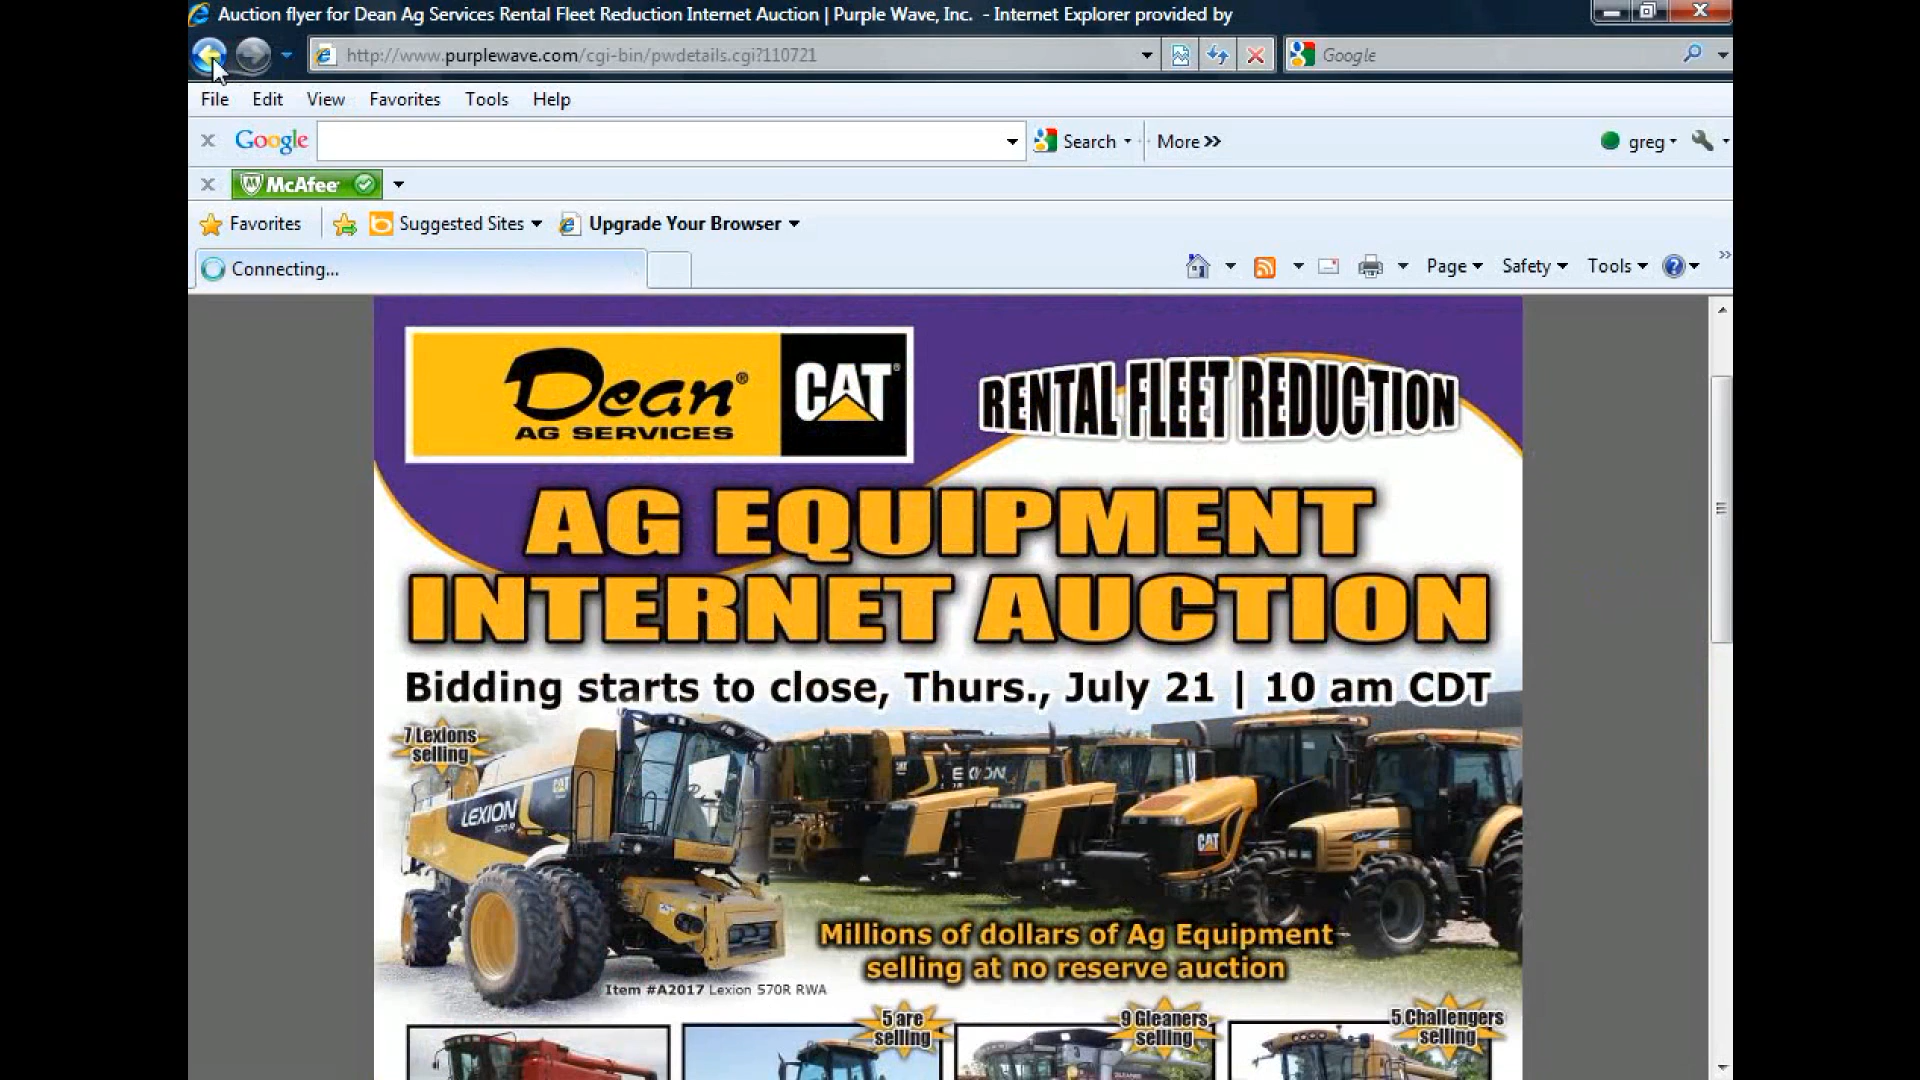 Auction flyer for Dean Ag Services Rental Fleet Reduction Internet Auction | Purple Wave, Inc. - Internet Explorer provided by
http://www.purplewave.com/cgi-bin/pwdetails.cgi?110721
Google
File Edit View Favorites Tools Help
Google Search More greg
McAfee
Favorites Suggested Sites Upgrade Your Browser
Connecting... Page Safety Tools
Dean®
AG SERVICES
CAT®
RENTAL FLEET REDUCTION
AG EQUIPMENT
INTERNET AUCTION
Bidding starts to close, Thurs., July 21 | 10 am CDT
7 Lexions
selling
LEXION
570 R
CAT
LEXION
CAT
Millions of dollars of Ag Equipment
selling at no reserve auction
Item #A2017 Lexion 570R RWA
5 are
selling
9 Gleaners
selling
5 Challengers
selling